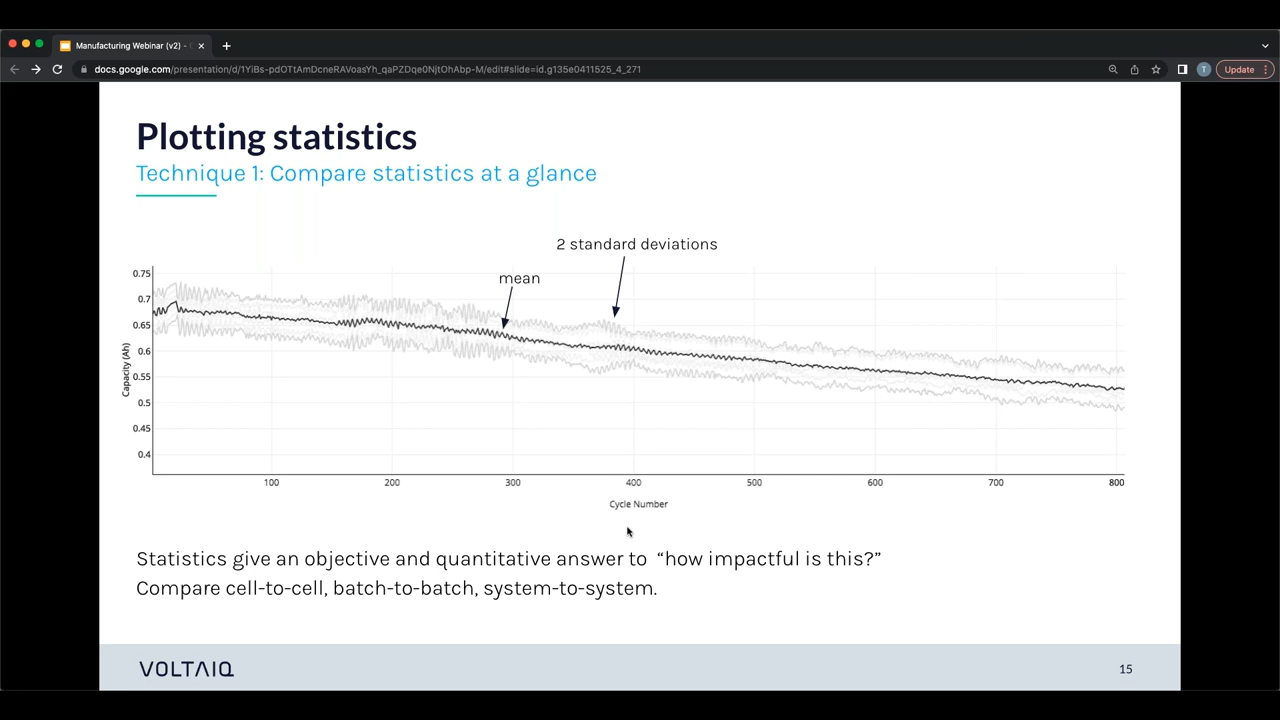 Manufacturing Webinar (v2) -
docs.google.com/presentation/d/1YiBs-pdOTtAmDcneRAVoasYh_qaPZDqe0NjtOhAbp-M/edit#slide=id.g135e0411525_4_271
T
Update
Plotting statistics
Technique 1: Compare statistics at a glance
2 standard deviations
mean
0.75
0.7
0.65
0.6
0.55
0.5
0.45
0.4
Capacity (Ah)
100 200 300 400 500 600 700 800
Cycle Number
Statistics give an objective and quantitative answer to “how impactful is this?”
Compare cell-to-cell, batch-to-batch, system-to-system.
VOLTAIQ
15